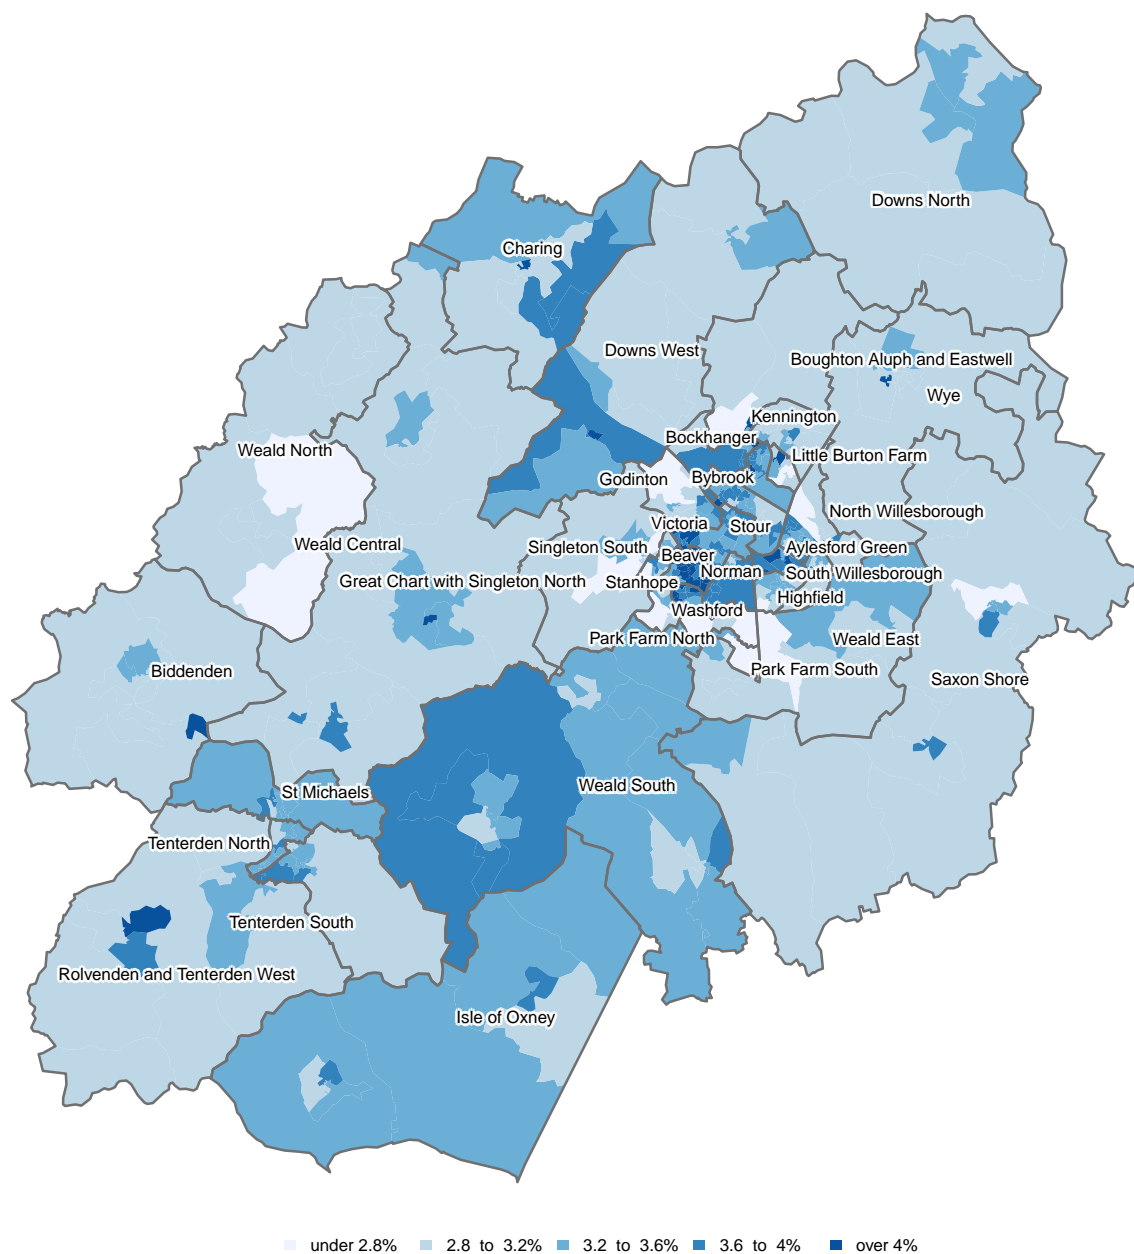 Downs North
Charing
Downs West
Boughton Aluph and Eastwell
Wye
Kennington
Bockhanger
Weald North
Little Burton Farm
Godinton
Bybrook
North Willesborough
Victoria
Stour
Weald Central
Singleton South
Aylesford Green
Beaver
Norman
South Willesborough
Great Chart with Singleton North
Stanhope
Highfield
Washford
Park Farm North
Weald East
Biddenden
Park Farm South
Saxon Shore
Weald South
St Michaels
Tenterden North
Tenterden South
Rolvenden and Tenterden West
Isle of Oxney
under 2.8% 2.8 to 3.2% 3.2 to 3.6% 3.6 to 4% over 4%